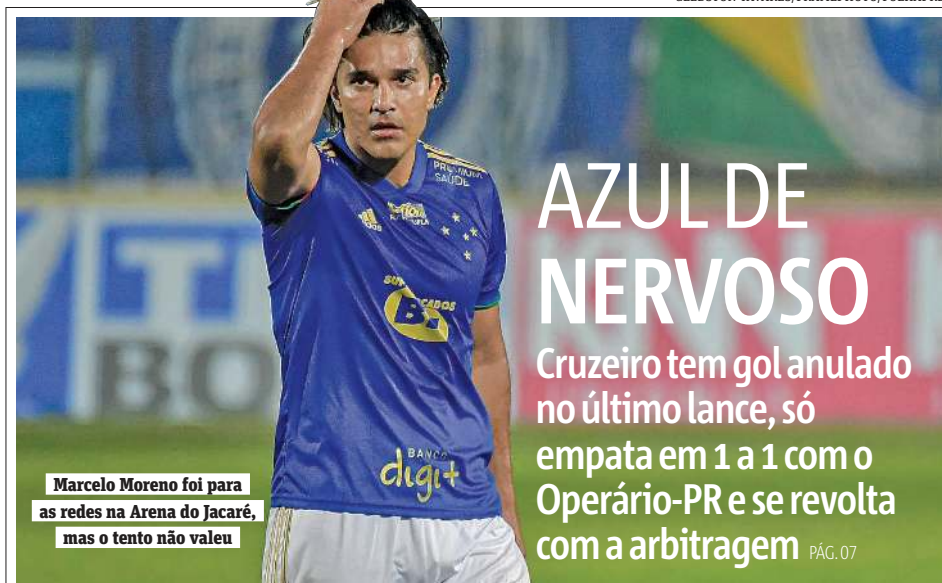 AZUL DE
NERVOSO
Cruzeiro tem gol anulado
no último lance, só
empata em 1 a 1 com o
Operário-PR e se revolta
com a arbitragem PÁG. 07
Marcelo Moreno foi para
as redes na Arena do Jacaré,
mas o tento não valeu
SAÚDE
B.
BANCO
digi+
BO